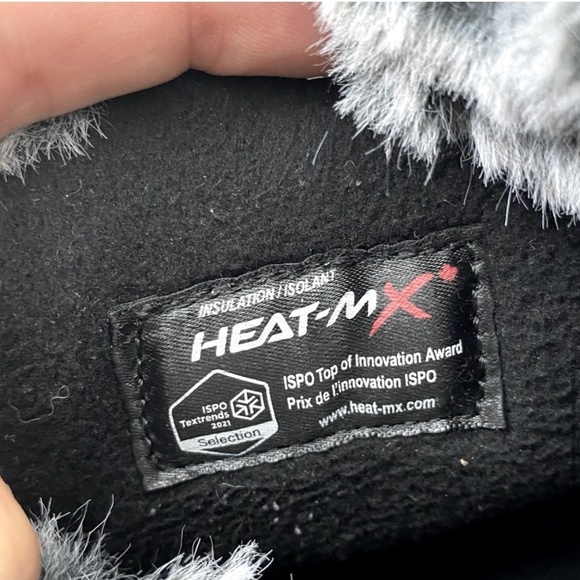 INSULATION / ISOLANT
HEAT-MX
ISPO Top of Innovation Award
Prix de l'innovation ISPO
www.heat-mx.com
ISPO
Textrends
2021
Selection